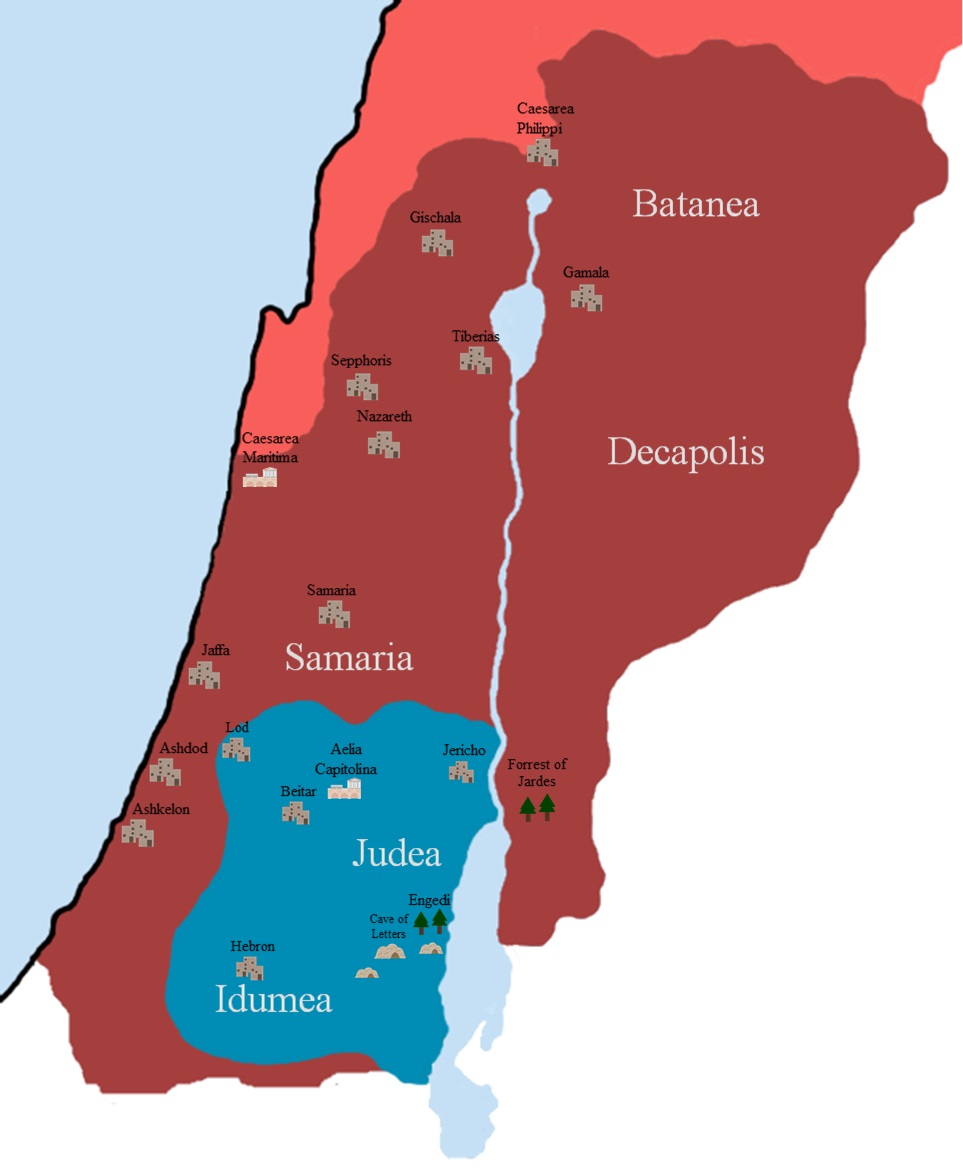 Caesarea
Philippi
Batanea
Gischala
Gamala
Tiberias
Sepphoris
Nazareth
Caesarea
Maritima
Decapolis
Samaria
Samaria
Jaffa
Lod
Ashdod
Aelia
Capitolina
Jericho
Forrest of
Jardes
Beitar
Ashkelon
Judea
Engedi
Cave of
Letters
Hebron
Idumea